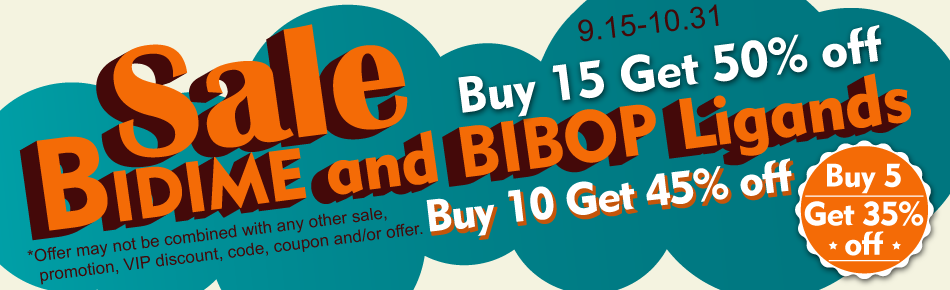 9.15-10.31
Sale
Buy 15 Get 50% off
BIDIME and BIBOP Ligands
Buy 10 Get 45% off
Buy 5
Get 35%
off
*Offer may not be combined with any other sale,
promotion, VIP discount, code, coupon and/or offer.